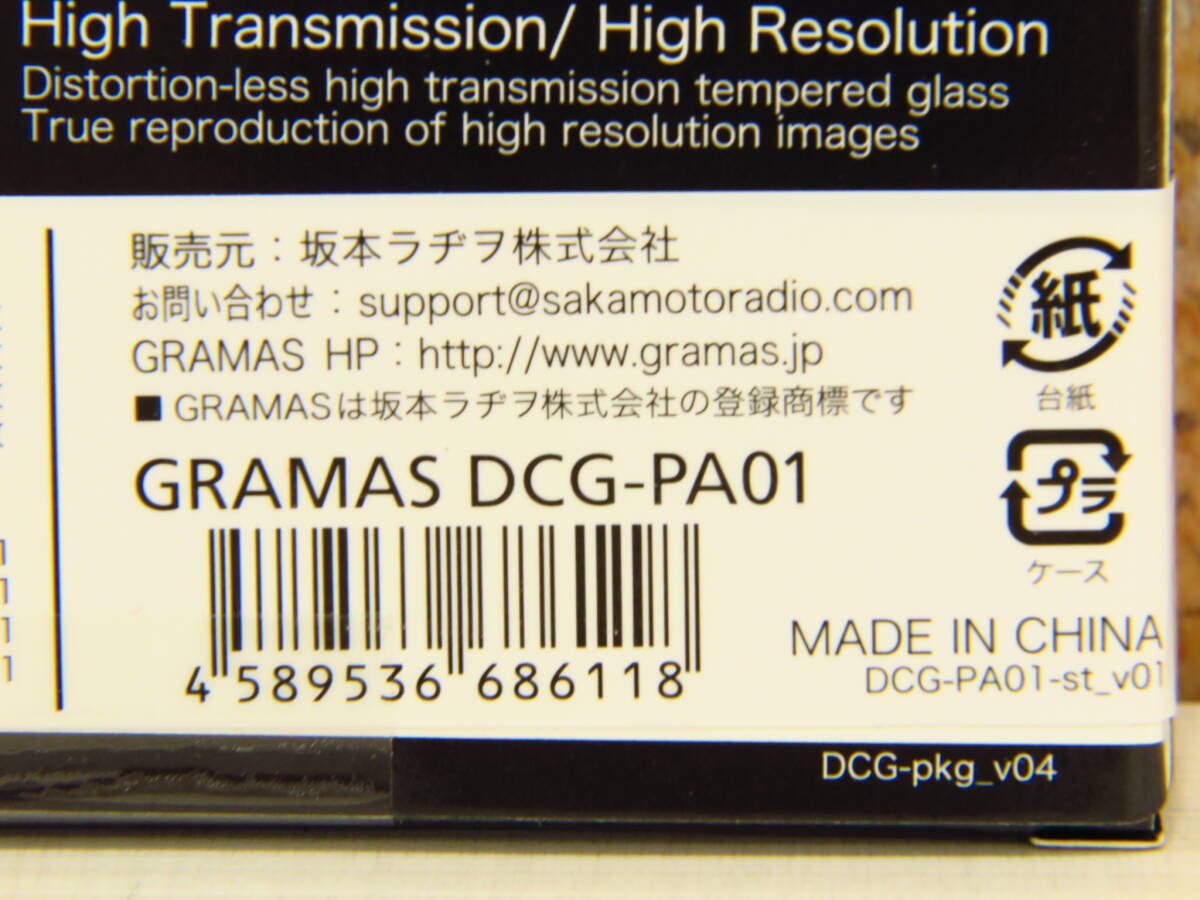 High Transmission/ High Resolution
Distortion-less high transmission tempered glass
True reproduction of high resolution images
販売元：坂本ラヂヲ株式会社
お問い合わせ：support@sakamotoradio.com
GRAMAS HP：http://www.gramas.jp
■ GRAMASは坂本ラヂヲ株式会社の登録商標です
GRAMAS DCG-PA01
4 589536 686118
紙
台紙
プラ
ケース
MADE IN CHINA
DCG-PA01-st_v01
DCG-pkg_v04